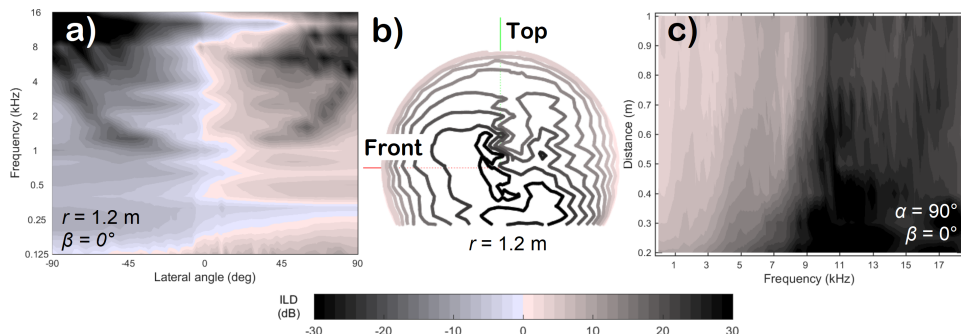 a)
16
8
4
2
1
0.5
0.25
0.125
Frequency (kHz)
r = 1.2 m
β = 0°
-90
-45
0
45
90
Lateral angle (deg)
b)
Top
Front
r = 1.2 m
c)
1
0.9
0.8
0.7
0.6
0.5
0.4
0.3
0.2
Distance (m)
α = 90°
β = 0°
1
3
5
7
9
11
13
15
17
Frequency (kHz)
ILD
(dB)
-30
-20
-10
0
10
20
30